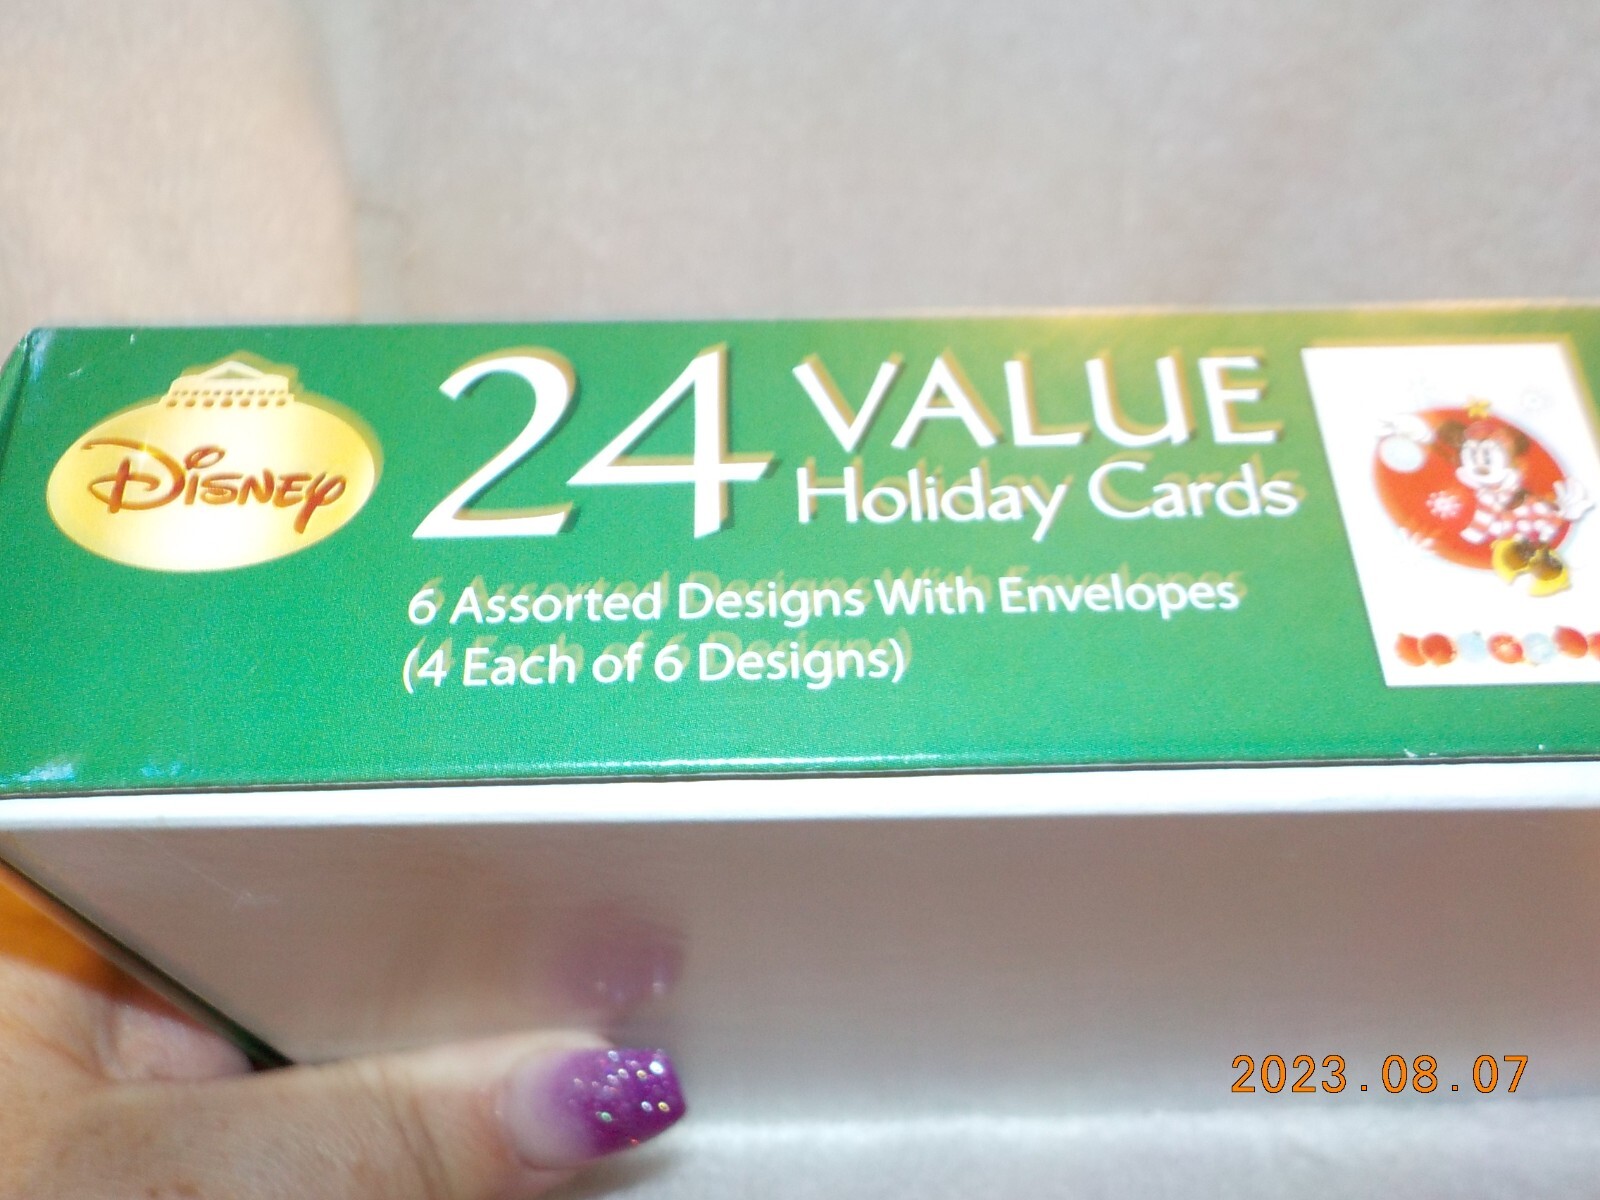 Disney
24 VALUE
Holiday Cards
6 Assorted Designs With Envelopes
(4 Each of 6 Designs)
2023.08.07